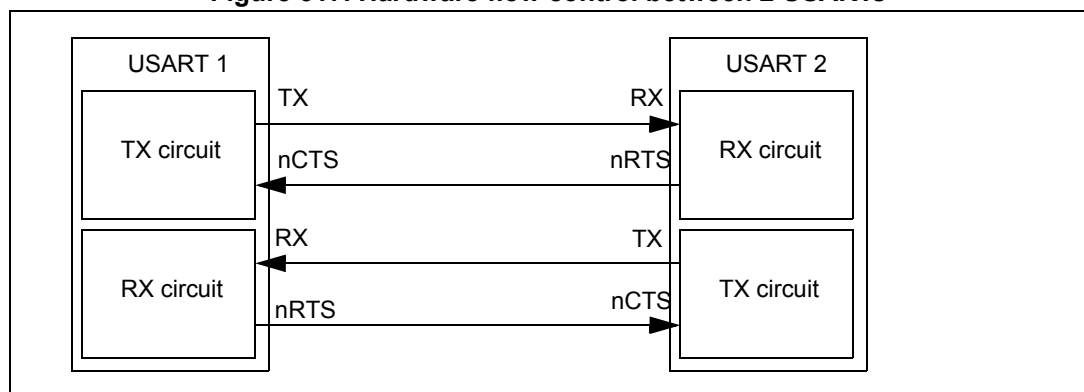 USART 1
USART 2
TX
RX
TX circuit
RX circuit
nCTS
nRTS
RX
TX
RX circuit
TX circuit
nRTS
nCTS